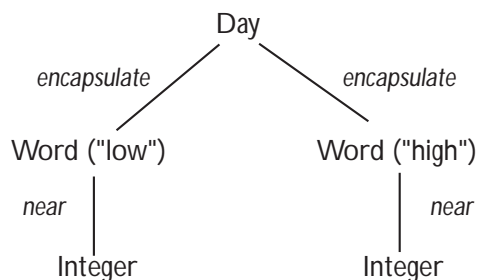 Day
encapsulate encapsulate
Word ("low") Word ("high")
near near
Integer Integer